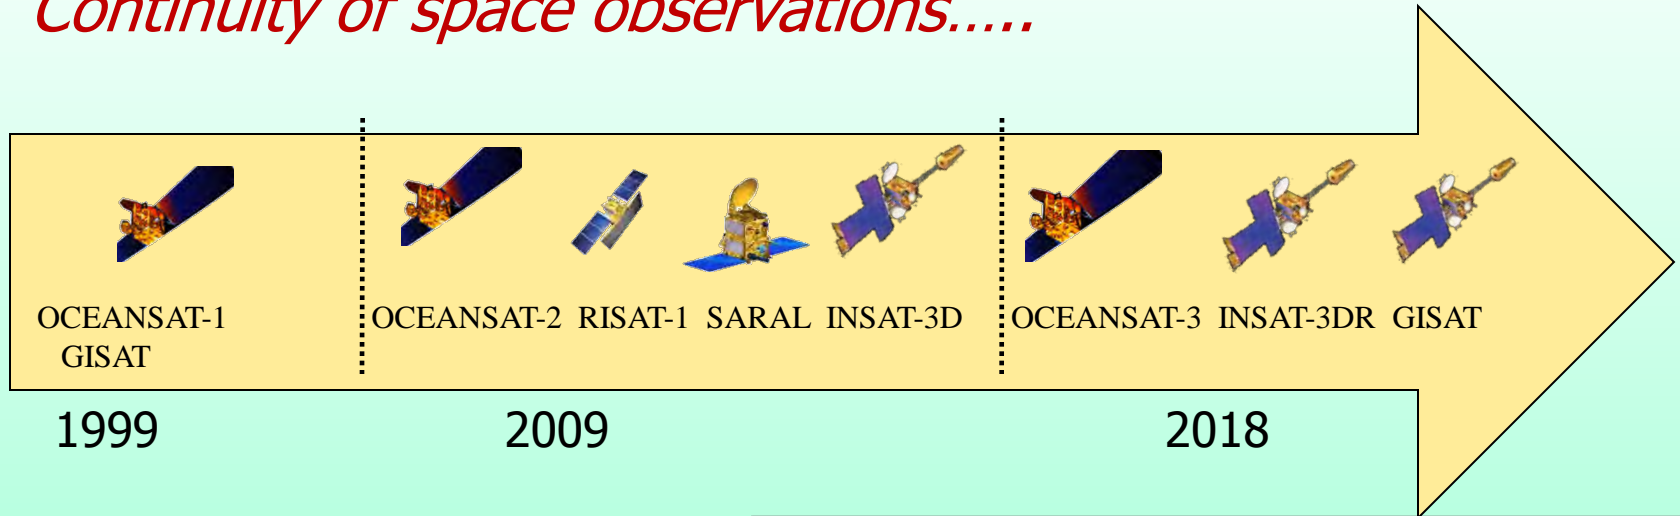 Continuity of space observations.....
OCEANSAT-1
GISAT
OCEANSAT-2 RISAT-1 SARAL INSAT-3D
OCEANSAT-3 INSAT-3DR GISAT
1999
2009
2018